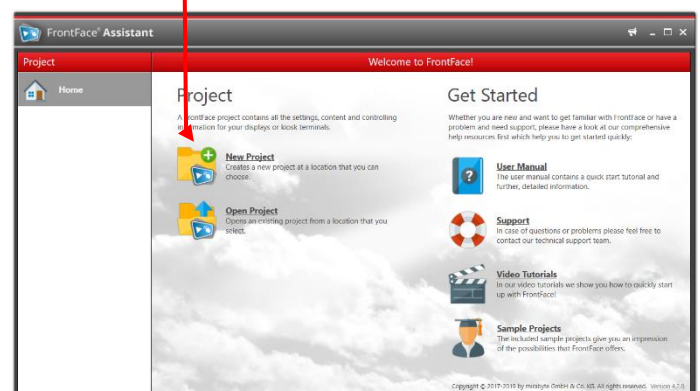 FrontFace® Assistant
Project
Welcome to FrontFace!
Home
Project
A FrontFace project contains all the settings, content and controlling
information for your displays or kiosk terminals.
New Project
Creates a new project at a location that you can
choose.
Open Project
Opens an existing project from a location that you
select.
Get Started
Whether you are new and want to get familiar with FrontFace or have a
problem and need support, please have a look at our comprehensive
help resources first which help you to get started quickly:
User Manual
The user manual contains a quick start tutorial and
further, detailed information.
Support
In case of questions or problems please feel free to
contact our technical support team.
Video Tutorials
In our video tutorials we show you how to quickly start
up with FrontFace!
Sample Projects
The included sample projects give you an impression
of the possibilities that FrontFace offers.
Copyright © 2017-2019 by mirabyte GmbH & Co. KG. All rights reserved. Version 4.2.0